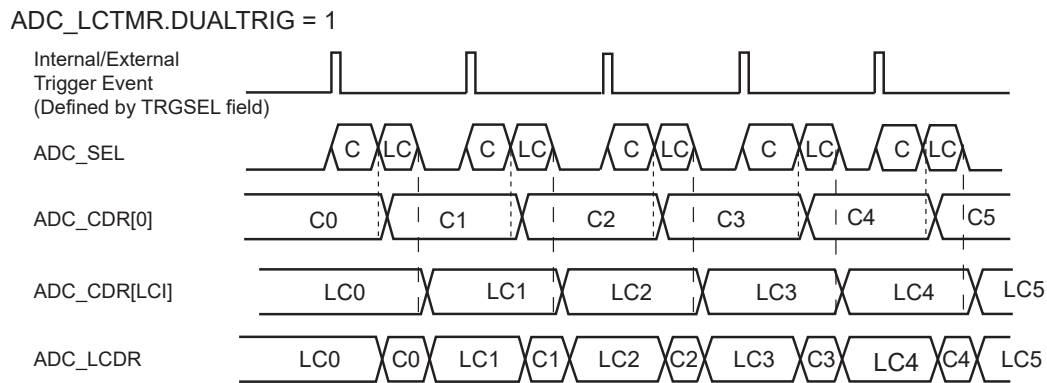 ADC_LCTMR.DUALTRIG = 1
Internal/External
Trigger Event
(Defined by TRGSEL field)
ADC_SEL C LC C LC C LC C LC C LC
ADC_CDR[0] C0 C1 C2 C3 C4 C5
ADC_CDR[LCI] LC0 LC1 LC2 LC3 LC4 LC5
ADC_LCDR LC0 C0 LC1 C1 LC2 C2 LC3 C3 LC4 C4 LC5